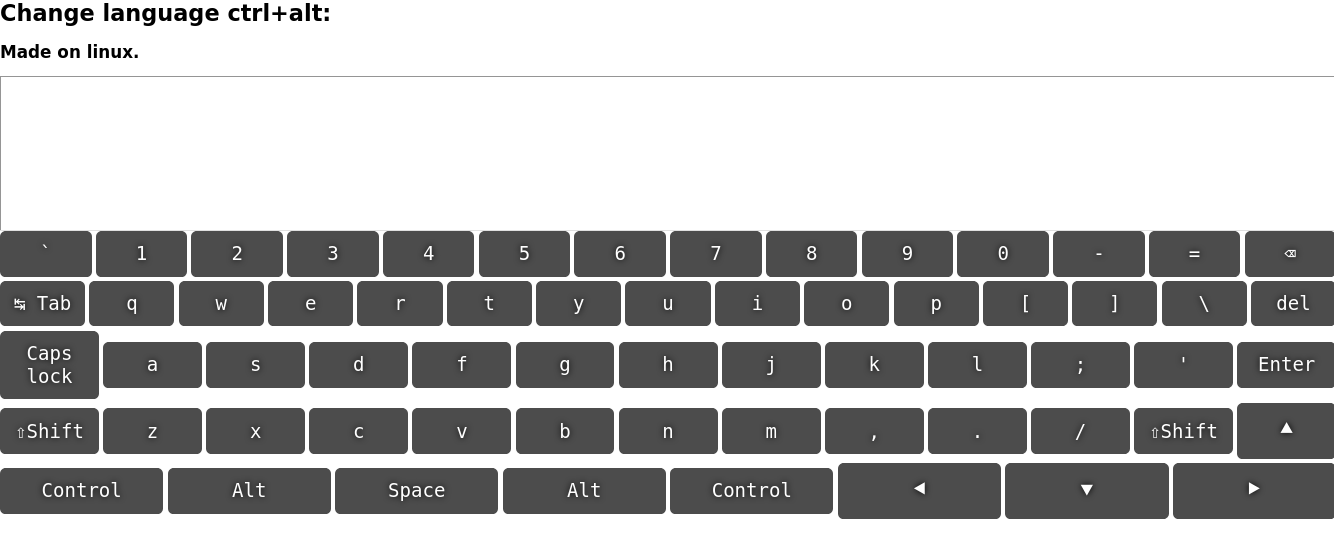 Change language ctrl+alt:
Made on linux.
` 1 2 3 4 5 6 7 8 9 0 - = ⌫
↹ Tab q w e r t y u i o p [ ] \ del
Caps lock a s d f g h j k l ; ' Enter
⇧Shift z x c v b n m , . / ⇧Shift ▲
Control Alt Space Alt Control ◀ ▼ ▶